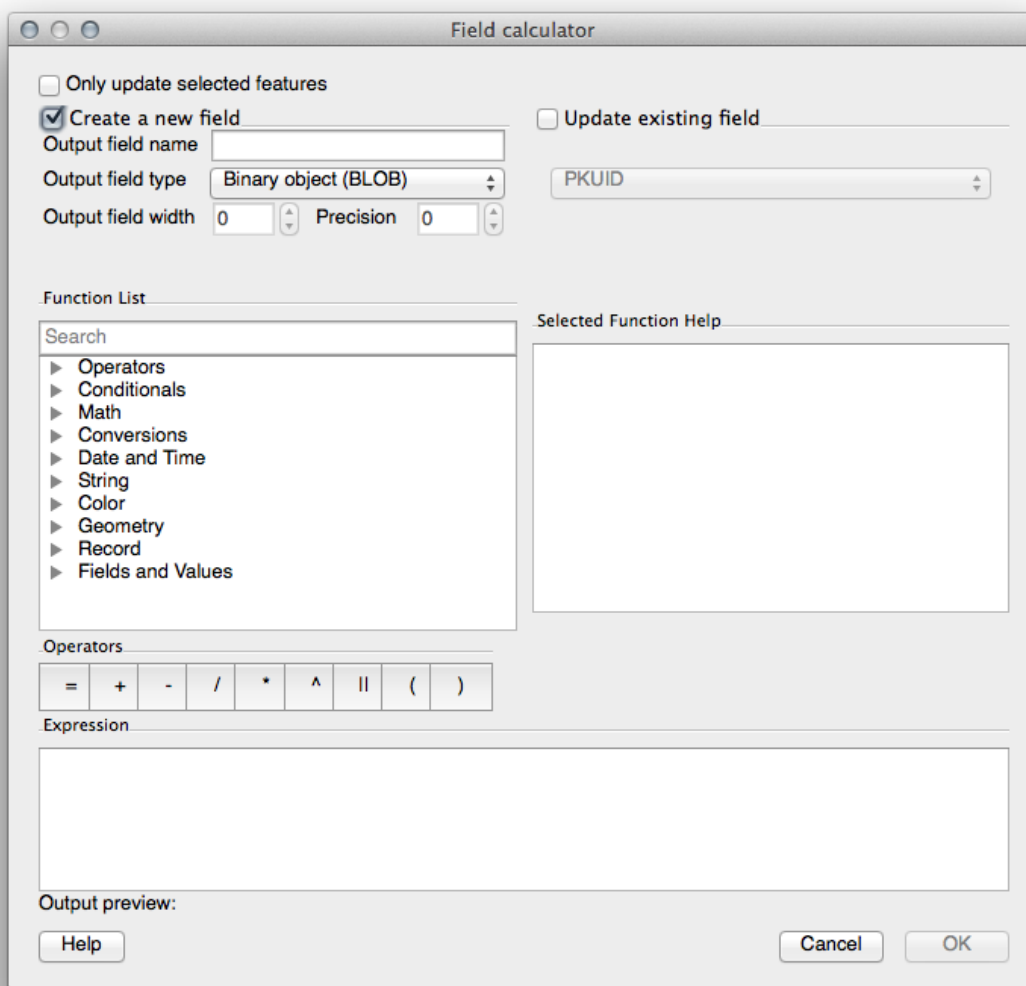 Field calculator
Only update selected features
Create a new field
Update existing field
Output field name
Output field type Binary object (BLOB)
PKUID
Output field width 0 Precision 0
Function List
Selected Function Help
Search
Operators
Conditionals
Math
Conversions
Date and Time
String
Color
Geometry
Record
Fields and Values
Operators
= + - / * ^ || ( )
Expression
Output preview:
Help Cancel OK